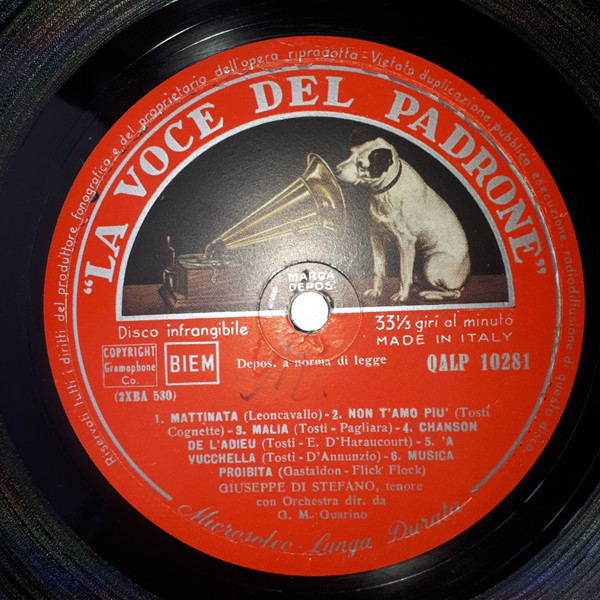 Riservati tutti i diritti del produttore fonografico e del proprietario dell'opera riprodotta - Vietata duplicazione, pubblica esecuzione, radiodiffusione di questo disco.
"LA VOCE DEL PADRONE"
MARCA
DEPOS.
Disco infrangibile
33⅓ giri al minuto
MADE IN ITALY
COPYRIGHT
Gramophone
Co.
BIEM
Depos. a norma di legge
QALP 10281
(2XBA 530)
1. MATTINATA (Leoncavallo) - 2. NON T'AMO PIU' (Tosti
Cognette) - 3. MALIA (Tosti - Pagliara) - 4. CHANSON
DE L'ADIEU (Tosti - E. D'Haraucourt) - 5. 'A
VUCCHELLA (Tosti - D'Annunzio) - 6. MUSICA
PROIBITA (Gastaldon - Flick Flock)
GIUSEPPE DI STEFANO, tenore
con Orchestra dir. da
G. M. Guarino
Microsolco - Lunga Durata